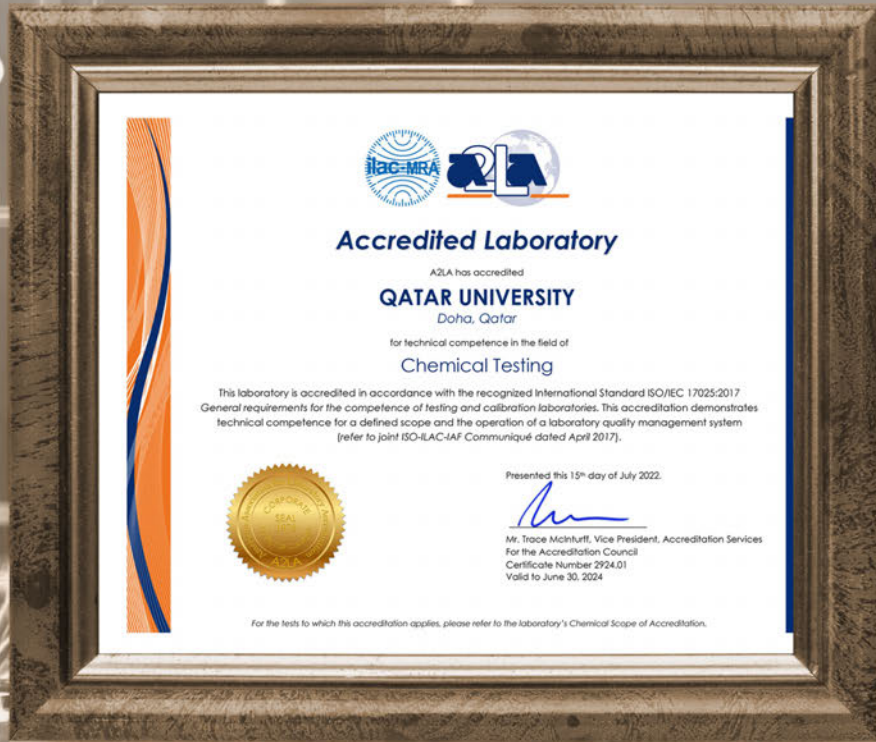 ilac-MRA
A2LA
Accredited Laboratory
A2LA has accredited
QATAR UNIVERSITY
Doha, Qatar
for technical competence in the field of
Chemical Testing
This laboratory is accredited in accordance with the recognized International Standard ISO/IEC 17025:2017
General requirements for the competence of testing and calibration laboratories. This accreditation demonstrates
technical competence for a defined scope and the operation of a laboratory quality management system
(refer to joint ISO-ILAC-IAF Communiqué dated April 2017).
Presented this 15th day of July 2022.
Mr. Trace McInturff, Vice President, Accreditation Services
For the Accreditation Council
Certificate Number 2924.01
Valid to June 30, 2024
CORPORATE
SEAL
A2LA
For the tests to which this accreditation applies, please refer to the laboratory's Chemical Scope of Accreditation.